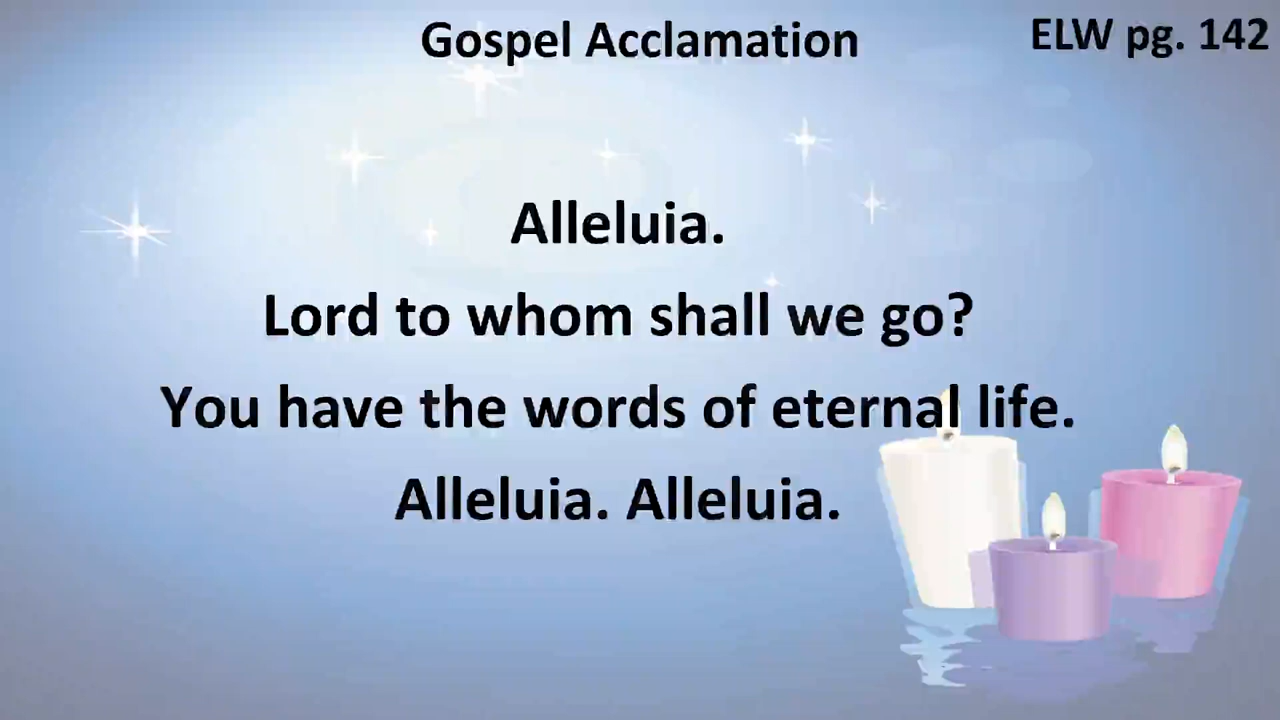 Gospel Acclamation
ELW pg. 142
Alleluia.
Lord to whom shall we go?
You have the words of eternal life.
Alleluia. Alleluia.